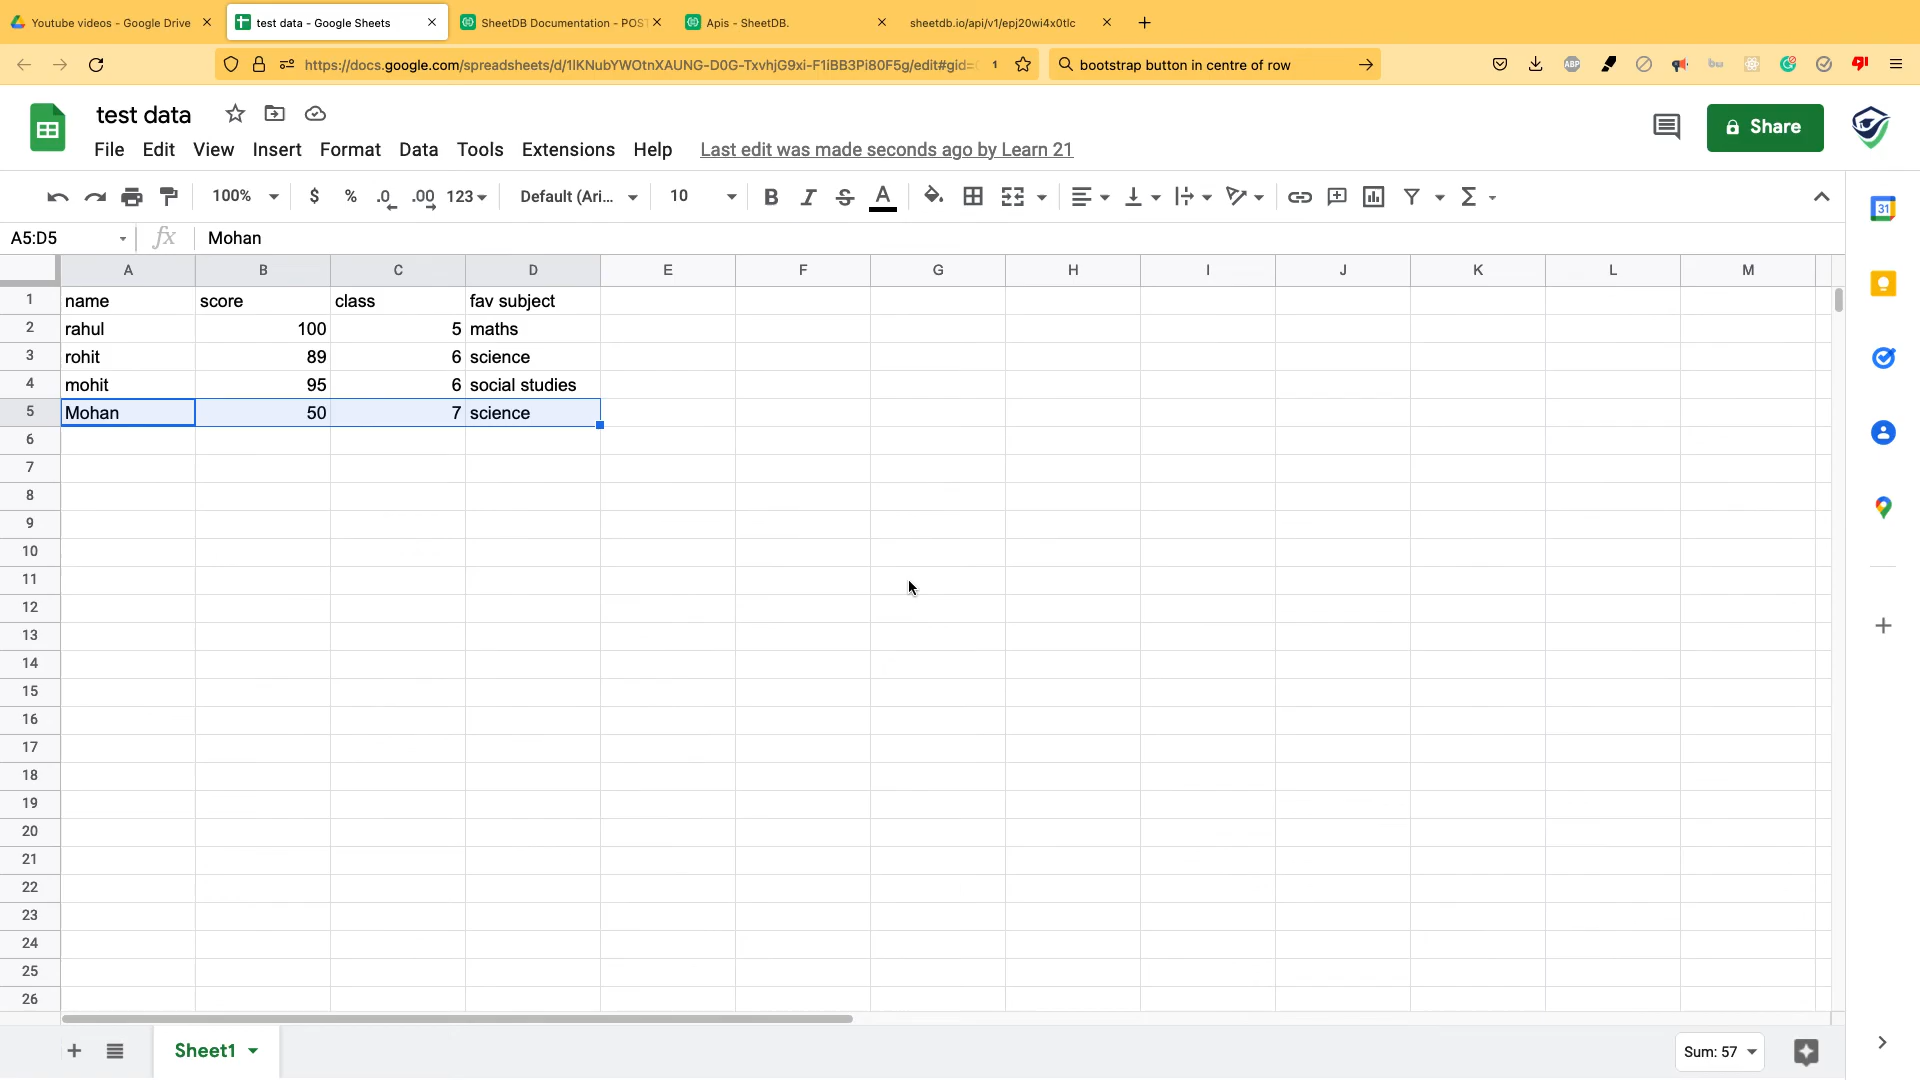 Youtube videos - Google Drive
test data - Google Sheets
SheetDB Documentation - POS
Apis - SheetDB.
sheetdb.io/api/v1/epj20wi4x0tlc
https://docs.google.com/spreadsheets/d/1lKNubYWOtnXAUNG-D0G-TxvhjG9xi-F1iBB3Pi80F5g/edit#gid=
1
bootstrap button in centre of row
ABP
test data
Share
File Edit View Insert Format Data Tools Extensions Help Last edit was made seconds ago by Learn 21
100% $ % .0 .00 123 Default (Ari... 10 B I S A Σ
31
A5:D5 fx Mohan
A B C D E F G H I J K L M
1 name score class fav subject
2 rahul 100 5 maths
3 rohit 89 6 science
4 mohit 95 6 social studies
5 Mohan 50 7 science
6
7
8
9
10
11
12
13
14
15
16
17
18
19
20
21
22
23
24
25
26
Sheet1
Sum: 57